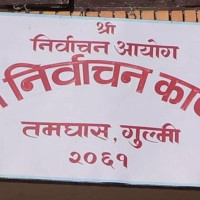 श्री
निर्वाचन आयोग
निर्वाचन
तमघास, गुल्मी
२०६१